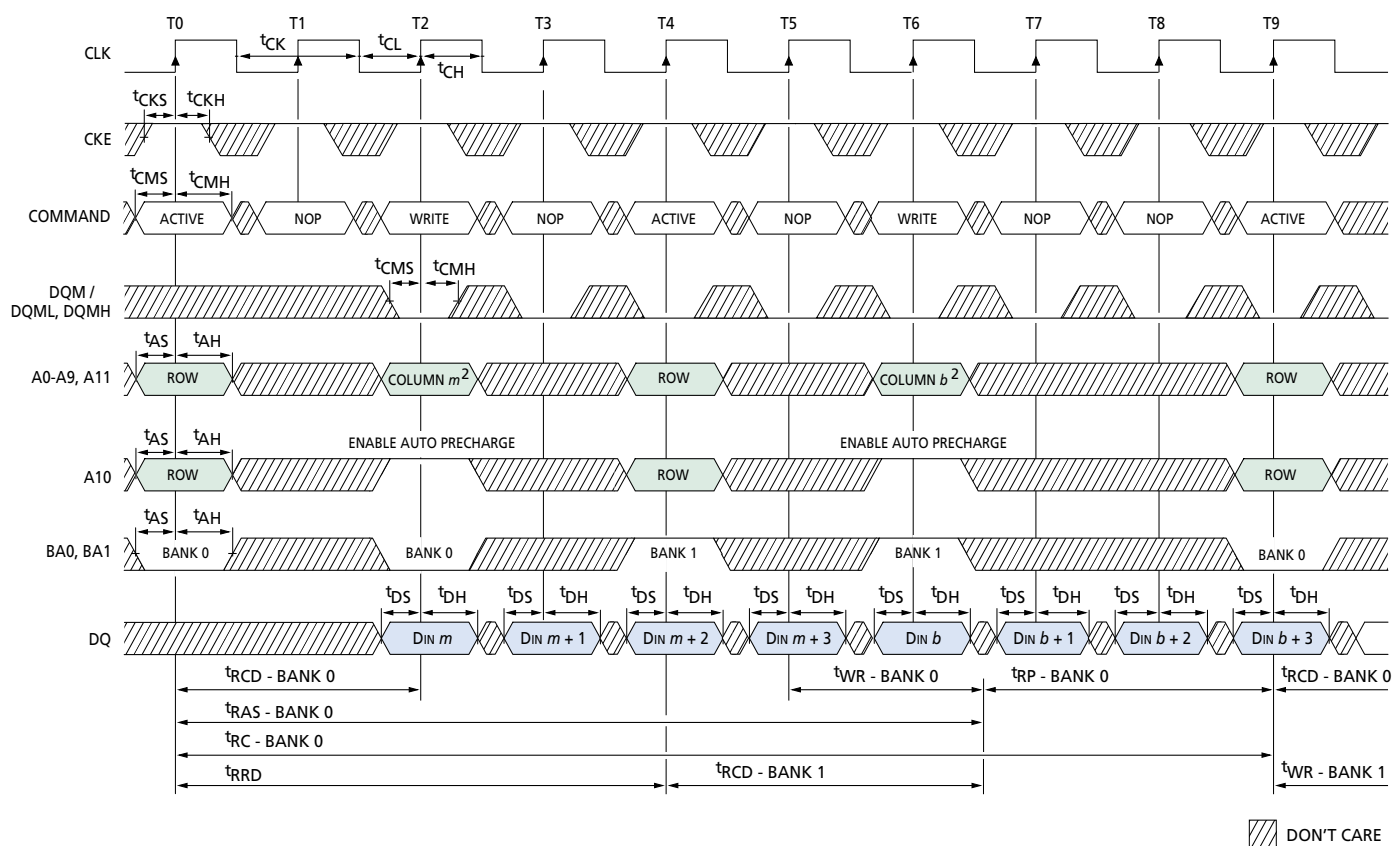 T0 T1 T2 T3 T4 T5 T6 T7 T8 T9
CLK
tCK tCL
tCH
tCKS tCKH
CKE
tCMS tCMH
COMMAND ACTIVE NOP WRITE NOP ACTIVE NOP WRITE NOP NOP ACTIVE
tCMS tCMH
DQM /
DQML, DQMH
tAS tAH
A0-A9, A11 ROW COLUMN m2 ROW COLUMN b2 ROW
tAS tAH ENABLE AUTO PRECHARGE ENABLE AUTO PRECHARGE
A10 ROW ROW ROW
tAS tAH
BA0, BA1 BANK 0 BANK 0 BANK 1 BANK 1 BANK 0
tDS tDH tDS tDH tDS tDH tDS tDH tDS tDH tDS tDH tDS tDH tDS tDH
DQ DIN m DIN m + 1 DIN m + 2 DIN m + 3 DIN b DIN b + 1 DIN b + 2 DIN b + 3
tRCD - BANK 0 tWR - BANK 0 tRP - BANK 0 tRCD - BANK 0
tRAS - BANK 0
tRC - BANK 0
tRRD tRCD - BANK 1 tWR - BANK 1
DON'T CARE